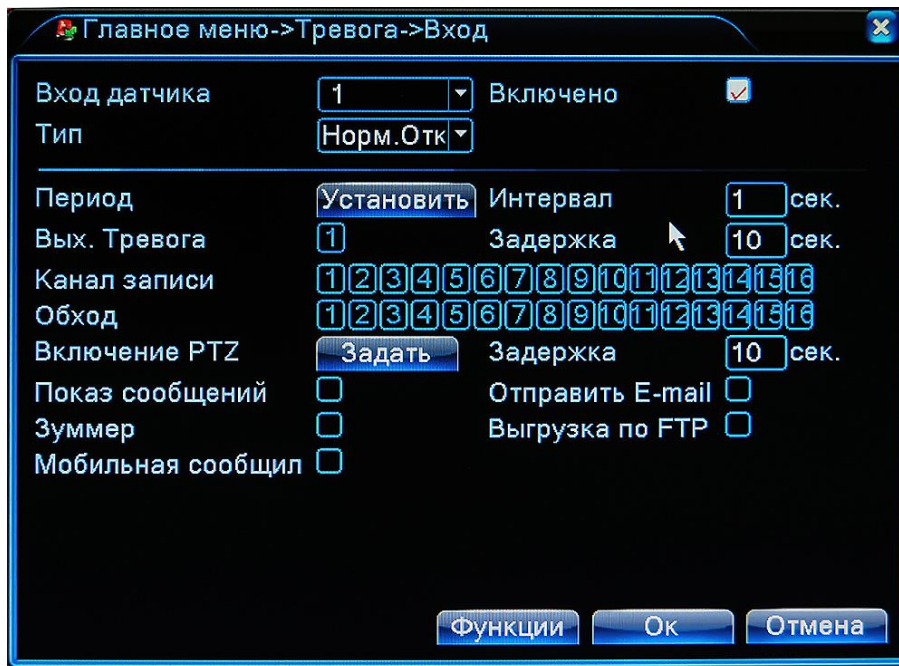 Главное меню->Тревога->Вход
Вход датчика 1 Включено
Тип Норм.Отк
Период Установить Интервал 1 сек.
Вых. Тревога 1 Задержка 10 сек.
Канал записи 1 2 3 4 5 6 7 8 9 10 11 12 13 14 15 16
Обход 1 2 3 4 5 6 7 8 9 10 11 12 13 14 15 16
Включение PTZ Задать Задержка 10 сек.
Показ сообщений Отправить E-mail
Зуммер Выгрузка по FTP
Мобильная сообщил
Функции Ок Отмена